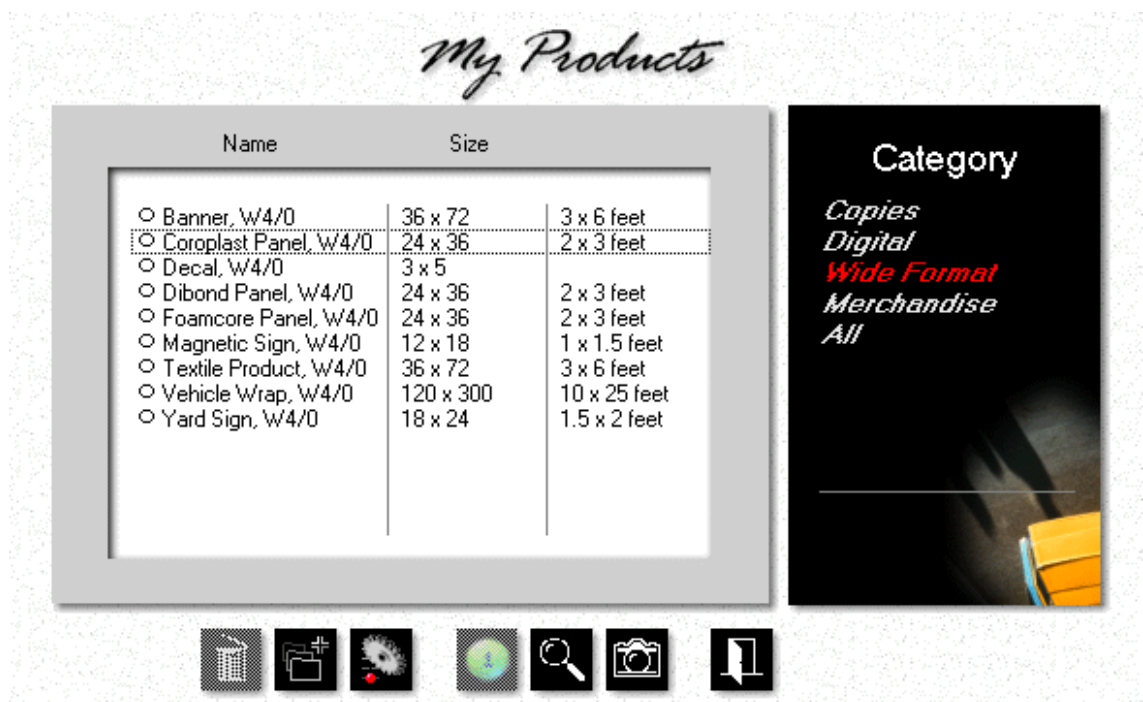 My Products
Name Size
Banner, W4/0 36 x 72 3 x 6 feet
Coroplast Panel, W4/0 24 x 36 2 x 3 feet
Decal, W4/0 3 x 5
Dibond Panel, W4/0 24 x 36 2 x 3 feet
Foamcore Panel, W4/0 24 x 36 2 x 3 feet
Magnetic Sign, W4/0 12 x 18 1 x 1.5 feet
Textile Product, W4/0 36 x 72 3 x 6 feet
Vehicle Wrap, W4/0 120 x 300 10 x 25 feet
Yard Sign, W4/0 18 x 24 1.5 x 2 feet
Category
Copies
Digital
Wide Format
Merchandise
All